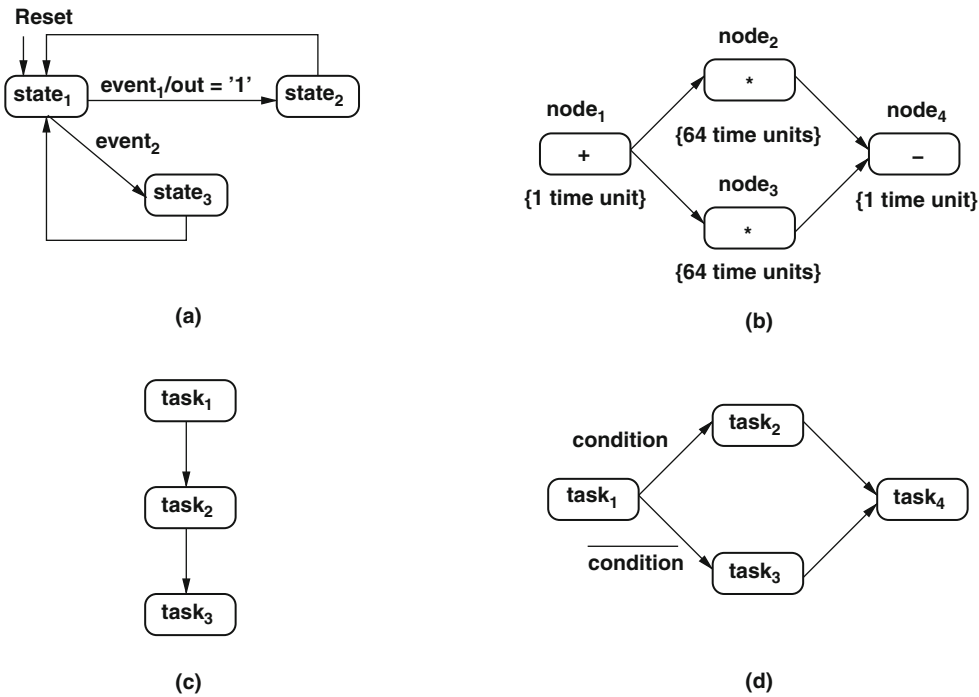 Reset
state₁
event₁/out = '1'
state₂
event₂
state₃
(a)
node₂
*
{64 time units}
node₁
+
{1 time unit}
node₄
–
{1 time unit}
node₃
*
{64 time units}
(b)
task₁
task₂
task₃
(c)
condition
task₂
task₁
task₄
condition
task₃
(d)